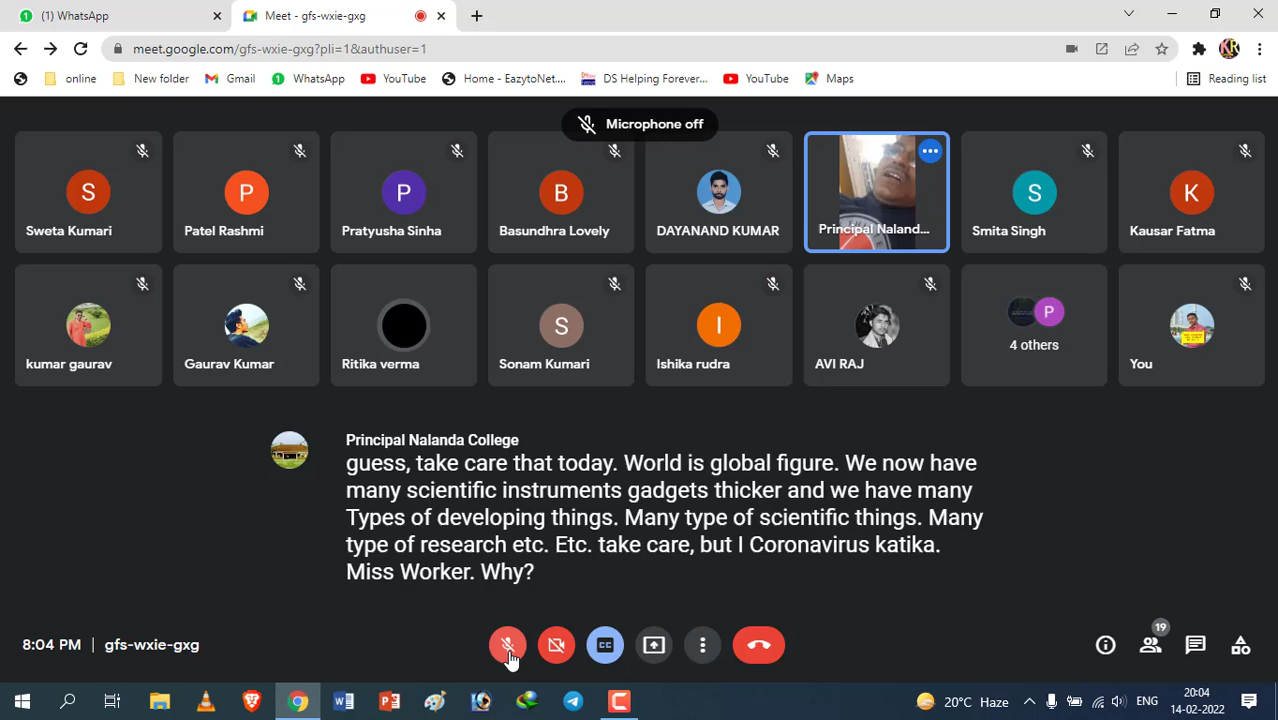 WhatsApp
Meet - gfs-wxie-gxg
meet.google.com/gfs-wxie-gxg?pli=1&authuser=1
online
New folder
Gmail
WhatsApp
YouTube
Home - EazytoNet...
DS Helping Forever...
YouTube
Maps
Reading list
Microphone off
S
P
P
B
S
K
Sweta Kumari
Patel Rashmi
Pratyusha Sinha
Basundhra Lovely
DAYANAND KUMAR
Principal Naland...
Smita Singh
Kausar Fatma
S
I
P
kumar gaurav
Gaurav Kumar
Ritika verma
Sonam Kumari
Ishika rudra
AVI RAJ
4 others
You
Principal Nalanda College
guess, take care that today. World is global figure. We now have
many scientific instruments gadgets thicker and we have many
Types of developing things. Many type of scientific things. Many
type of research etc. Etc. take care, but I Coronavirus katika.
Miss Worker. Why?
8:04 PM | gfs-wxie-gxg
CC
19
20°C Haze
ENG
20:04
14-02-2022